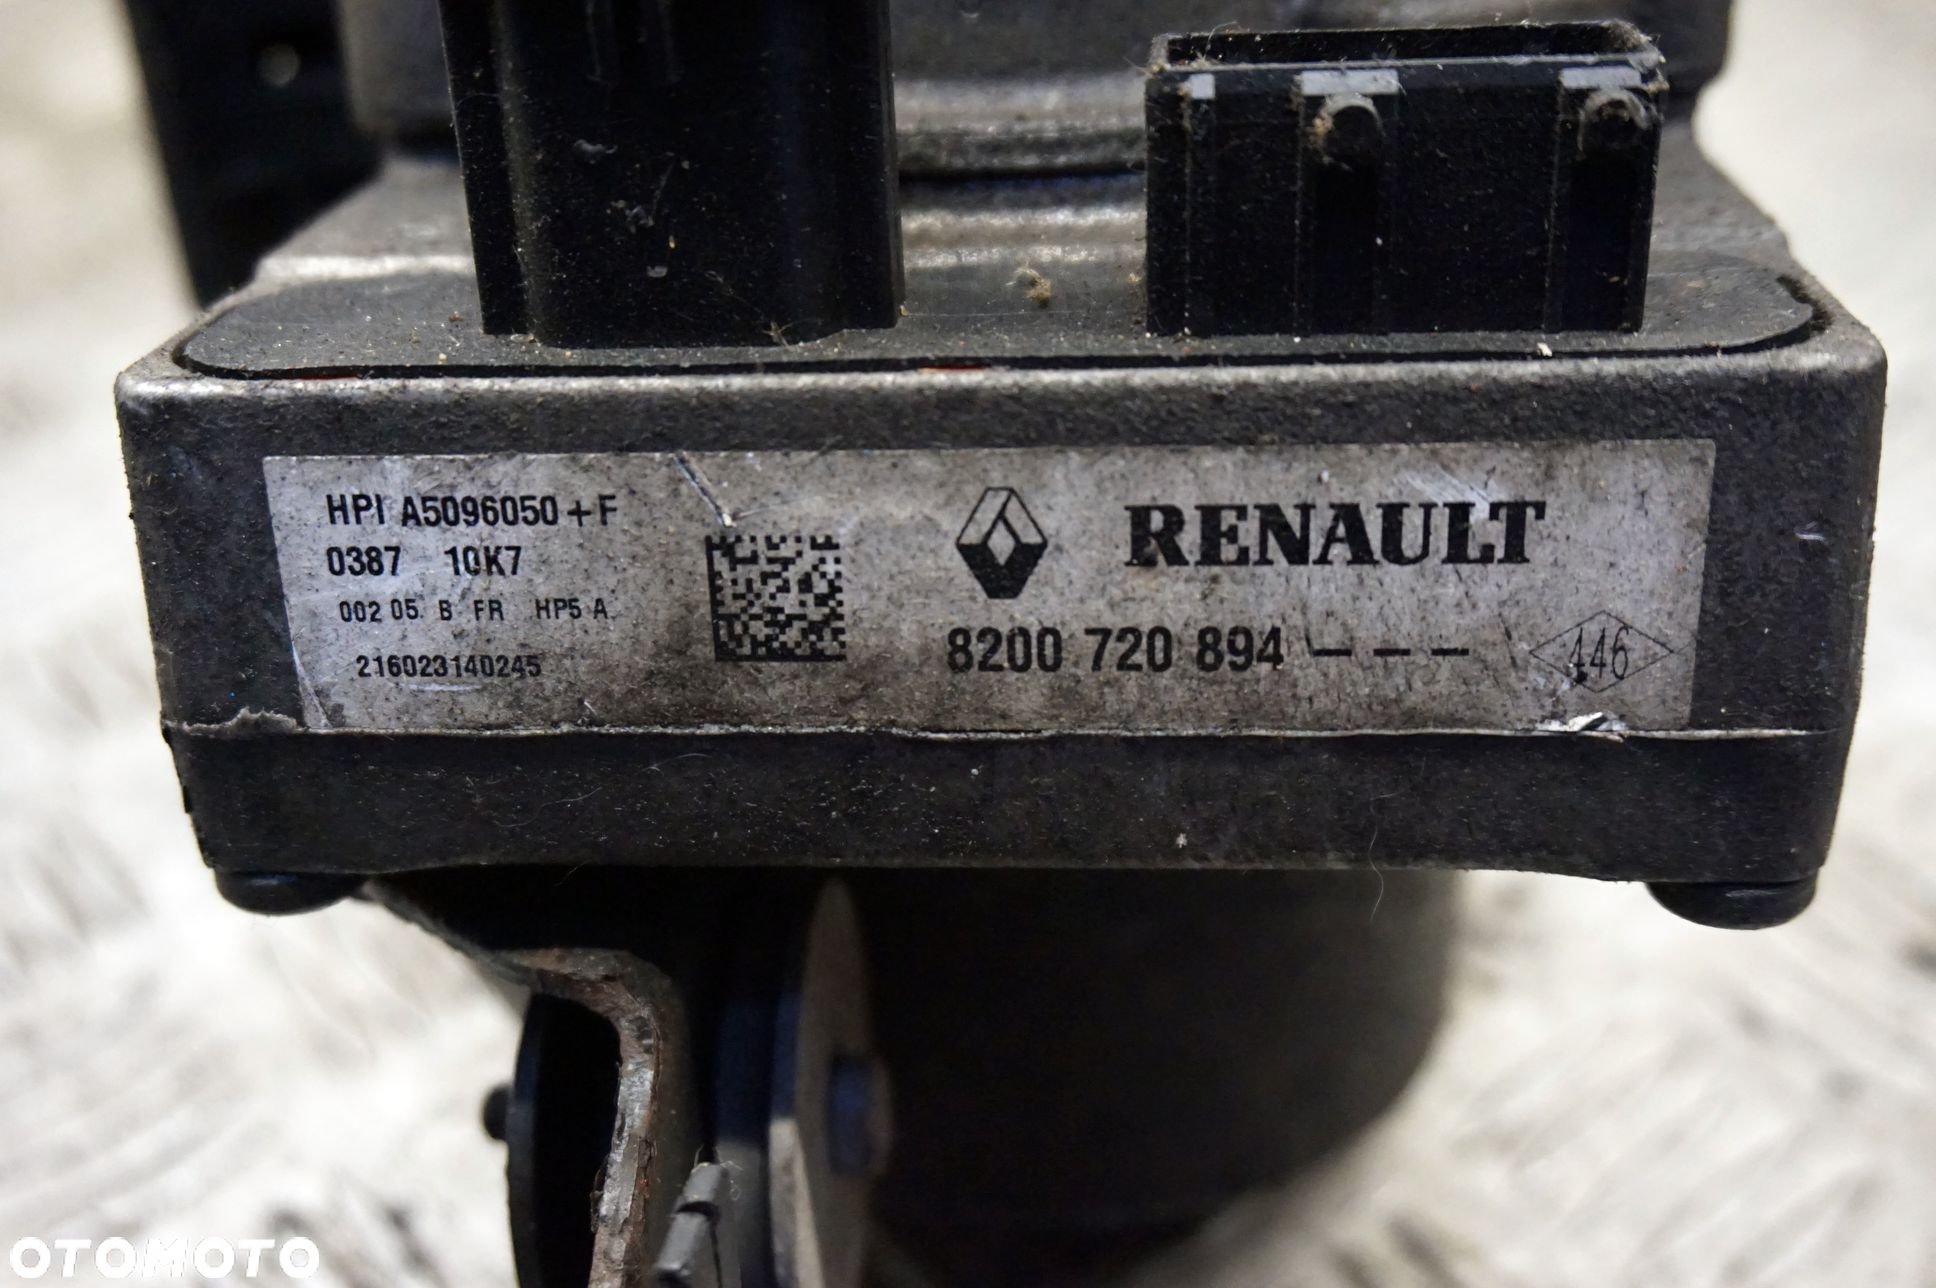 HPI A5096050+F
0387 10K7
002 05. B FR HP5 A
216023140245
RENAULT
8200 720 894 - - -
446
OTOMOTO